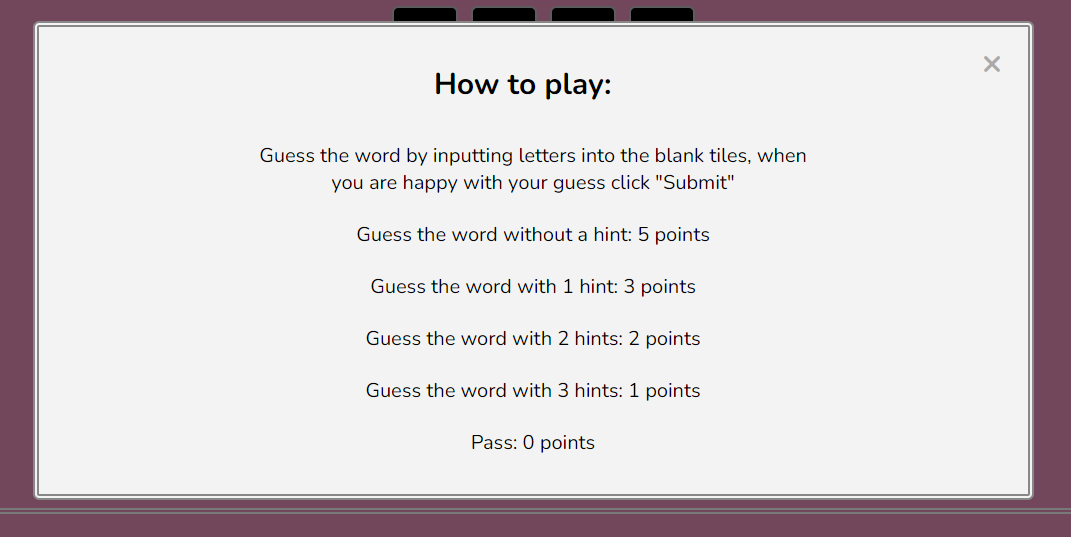 How to play:
Guess the word by inputting letters into the blank tiles, when
you are happy with your guess click "Submit"
Guess the word without a hint: 5 points
Guess the word with 1 hint: 3 points
Guess the word with 2 hints: 2 points
Guess the word with 3 hints: 1 points
Pass: 0 points